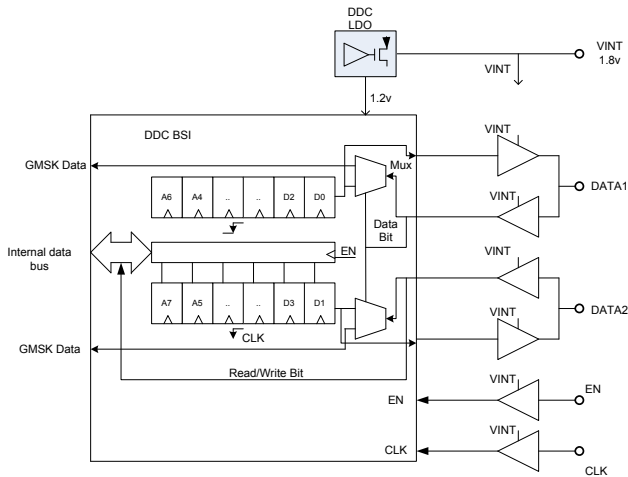 DDC
LDO
VINT
1.8v
VINT
1.2v
DDC BSI
VINT
GMSK Data
Mux
A6 A4 .. .. D2 D0
VINT
DATA1
Data
Bit
Internal data
bus
EN
VINT
A7 A5 .. .. D3 D1
DATA2
VINT
CLK
GMSK Data
Read/Write Bit
VINT
EN
EN
VINT
CLK
CLK